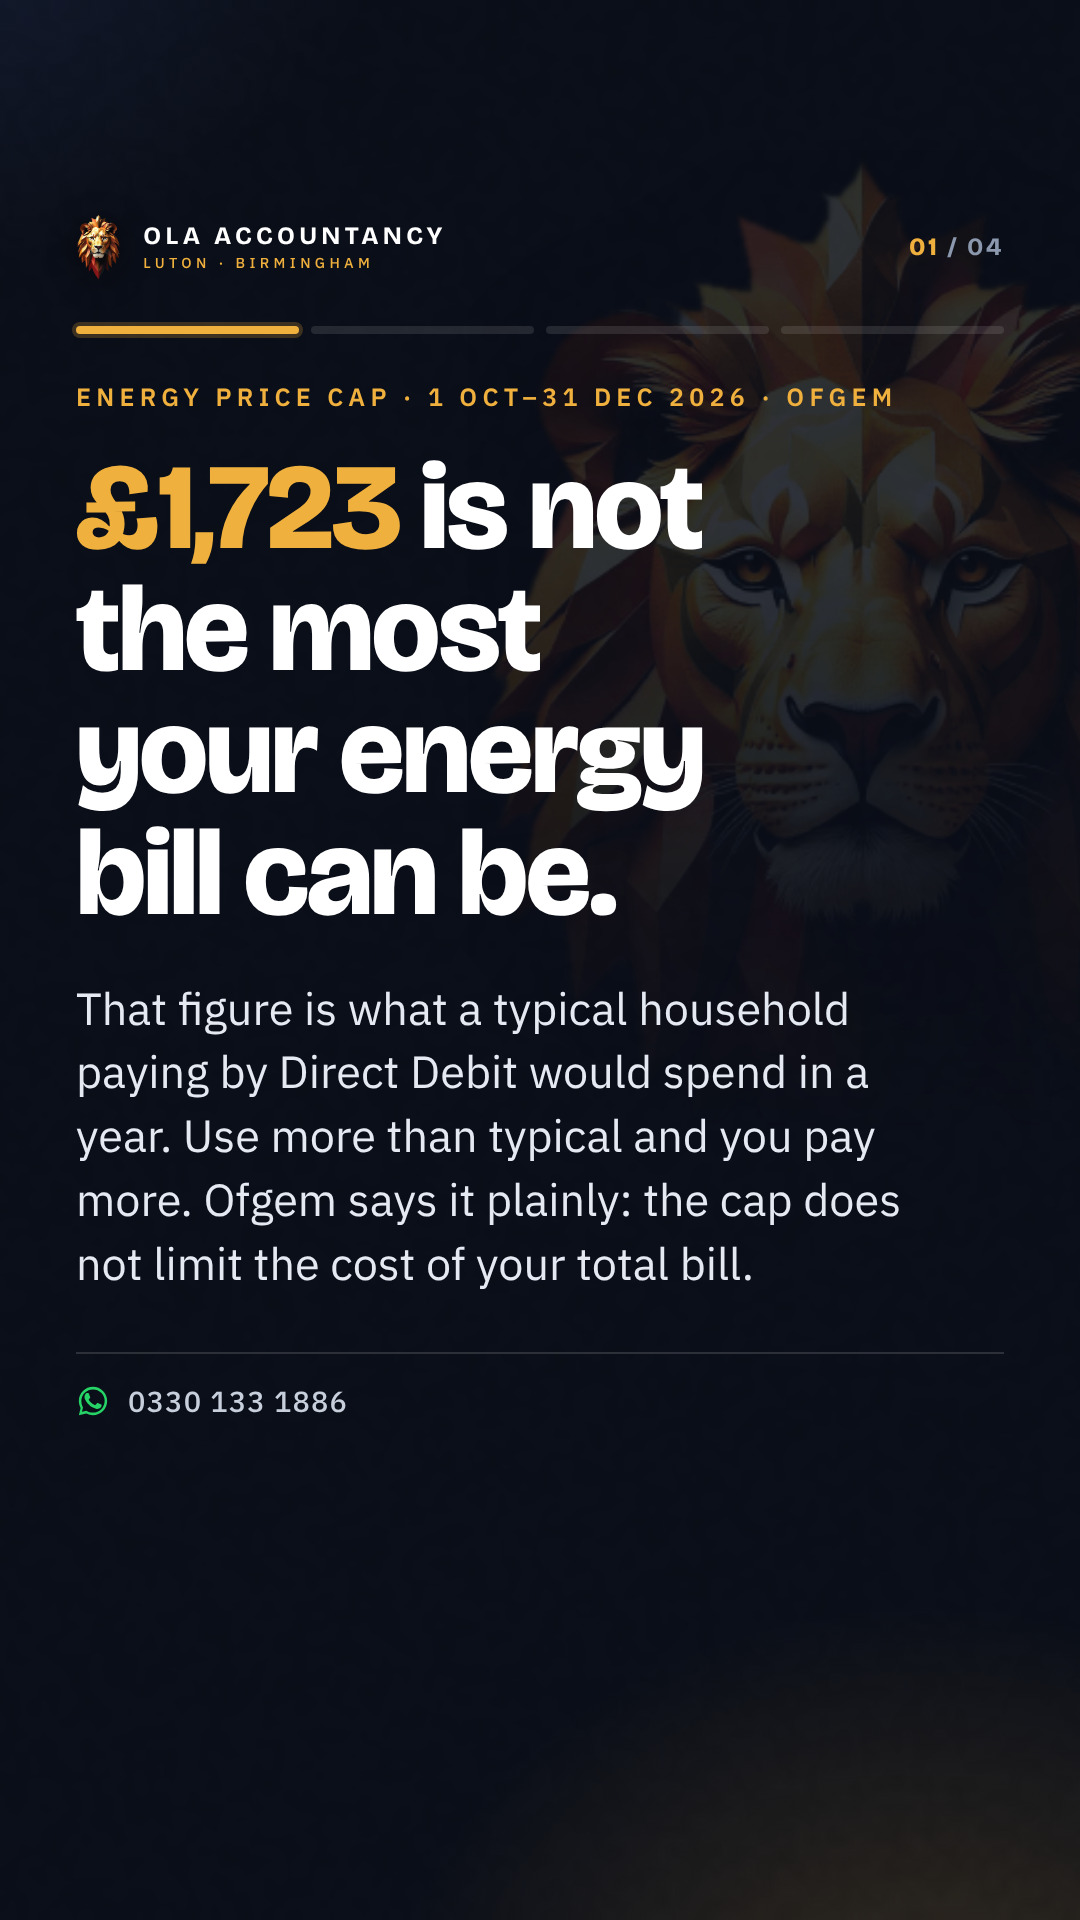 OLA ACCOUNTANCY
LUTON · BIRMINGHAM
01 / 04
ENERGY PRICE CAP · 1 OCT–31 DEC 2026 · OFGEM
£1,723 is not
the most
your energy
bill can be.
That figure is what a typical household
paying by Direct Debit would spend in a
year. Use more than typical and you pay
more. Ofgem says it plainly: the cap does
not limit the cost of your total bill.
0330 133 1886